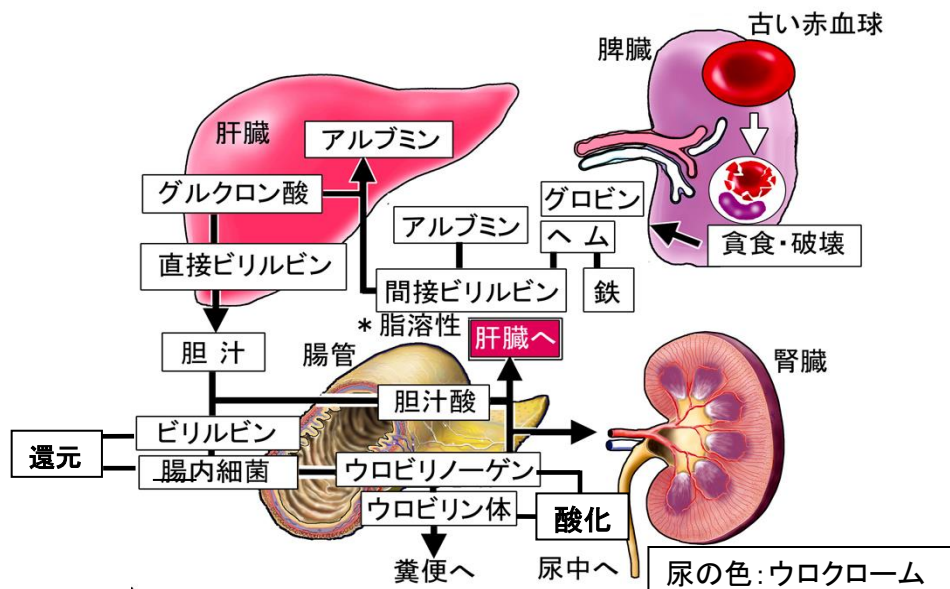 古い赤血球
脾臓
肝臓
アルブミン
グルクロン酸
グロビン
アルブミン
ヘム
貪食・破壊
直接ビリルビン
間接ビリルビン
鉄
*脂溶性
肝臓へ
胆汁
腸管
腎臓
胆汁酸
ビリルビン
還元
腸内細菌
ウロビリノーゲン
ウロビリン体
酸化
糞便へ
尿中へ
尿の色:ウロクローム